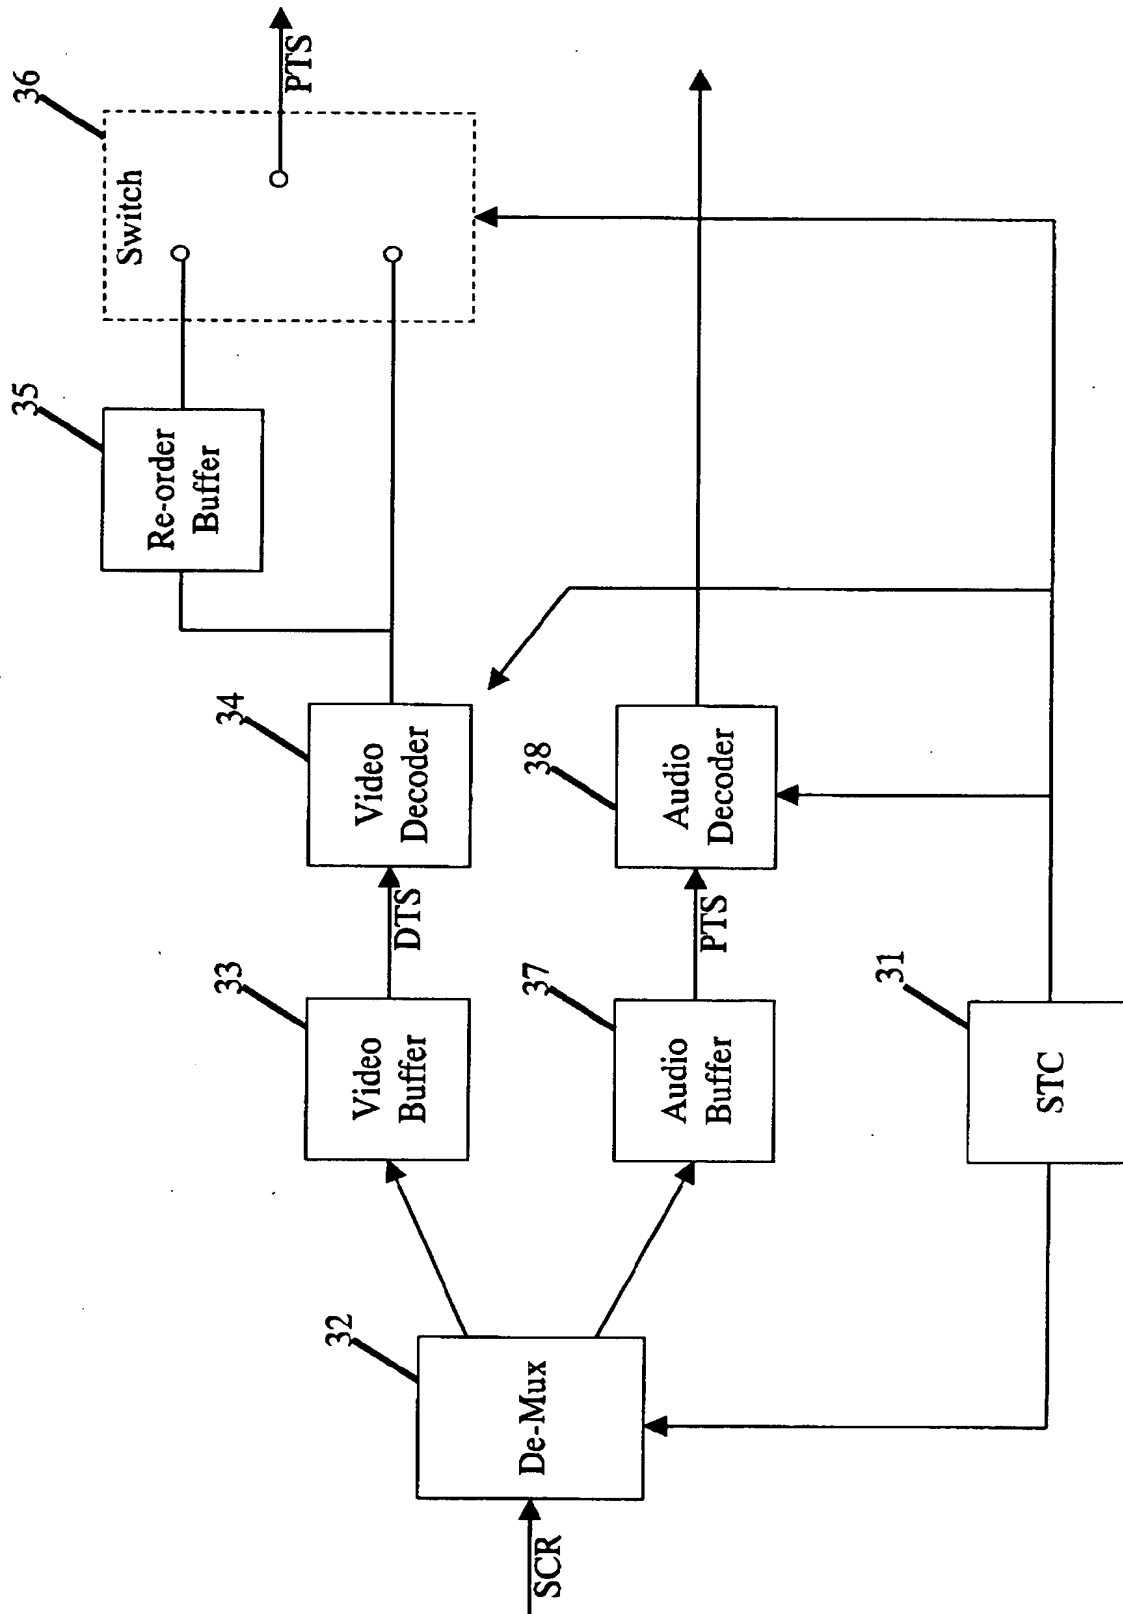 SCR
De-Mux
32
Video
Buffer
33
DTS
Video
Decoder
34
Re-order
Buffer
35
Switch
36
PTS
Audio
Buffer
37
PTS
Audio
Decoder
38
STC
31